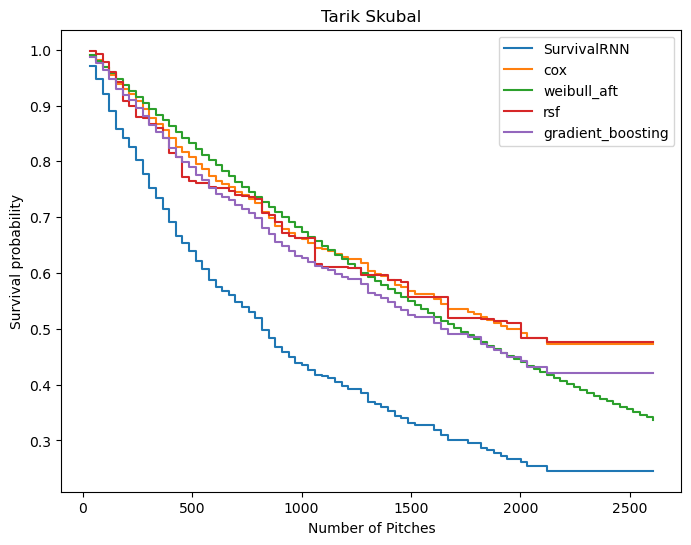 Tarik Skubal
SurvivalRNN
cox
weibull_aft
rsf
gradient_boosting
Survival probability
1.0
0.9
0.8
0.7
0.6
0.5
0.4
0.3
0
500
1000
1500
2000
2500
Number of Pitches